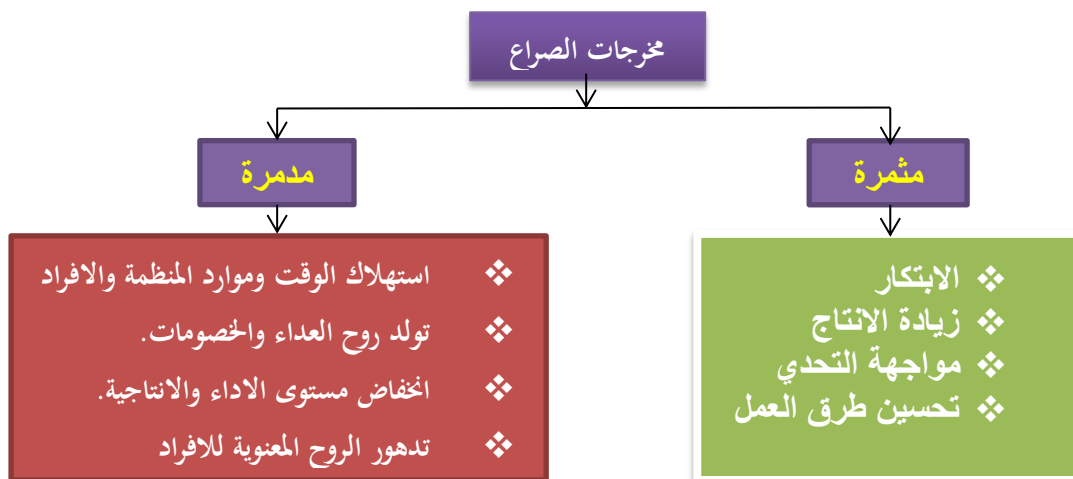 مخرجات الصراع
مثمرة
مدمرة
❖ الابتكار
❖ زيادة الانتاج
❖ مواجهة التحدي
❖ تحسين طرق العمل
❖ استهلاك الوقت وموارد المنظمة والافراد
❖ تولد روح العداء والخصومات.
❖ انخفاض مستوى الاداء والانتاجية.
❖ تدهور الروح المعنوية للافراد